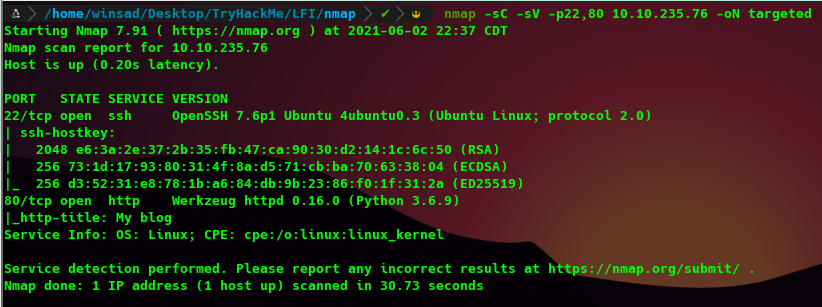 /home/winsad/Desktop/TryHackMe/LFI/nmap ✔ nmap -sC -sV -p22,80 10.10.235.76 -oN targeted
Starting Nmap 7.91 ( https://nmap.org ) at 2021-06-02 22:37 CDT
Nmap scan report for 10.10.235.76
Host is up (0.20s latency).
PORT   STATE SERVICE VERSION
22/tcp open  ssh     OpenSSH 7.6p1 Ubuntu 4ubuntu0.3 (Ubuntu Linux; protocol 2.0)
| ssh-hostkey:
|   2048 e6:3a:2e:37:2b:35:fb:47:ca:90:30:d2:14:1c:6c:50 (RSA)
|   256 73:1d:17:93:80:31:4f:8a:d5:71:cb:ba:70:63:38:04 (ECDSA)
|_  256 d3:52:31:e8:78:1b:a6:84:db:9b:23:86:f0:1f:31:2a (ED25519)
80/tcp open  http    Werkzeug httpd 0.16.0 (Python 3.6.9)
|_http-title: My blog
Service Info: OS: Linux; CPE: cpe:/o:linux:linux_kernel
Service detection performed. Please report any incorrect results at https://nmap.org/submit/ .
Nmap done: 1 IP address (1 host up) scanned in 30.73 seconds